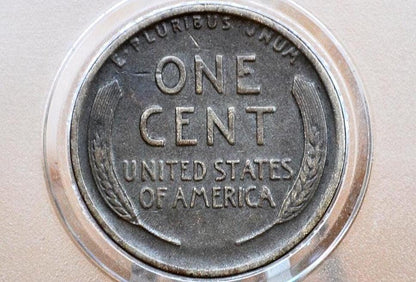 E·PLURIBUS·UNUM
ONE
CENT
UNITED STATES
OF AMERICA